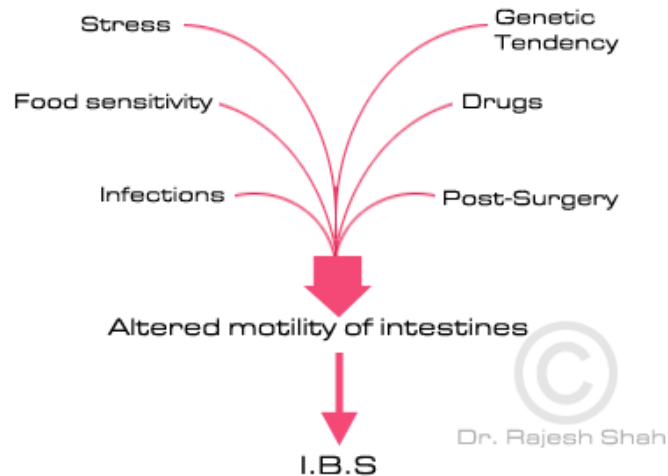 Stress
Genetic
Tendency
Food sensitivity
Drugs
Infections
Post-Surgery
Altered motility of intestines
©
Dr. Rajesh Shah
I.B.S